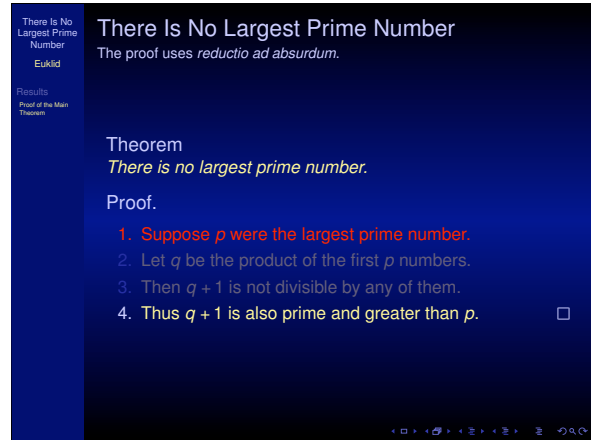 There Is No
Largest Prime
Number
Euklid
Results
Proof of the Main
Theorem
There Is No Largest Prime Number
The proof uses reductio ad absurdum.
Theorem
There is no largest prime number.
Proof.
1. Suppose p were the largest prime number.
2. Let q be the product of the first p numbers.
3. Then q + 1 is not divisible by any of them.
4. Thus q + 1 is also prime and greater than p. □